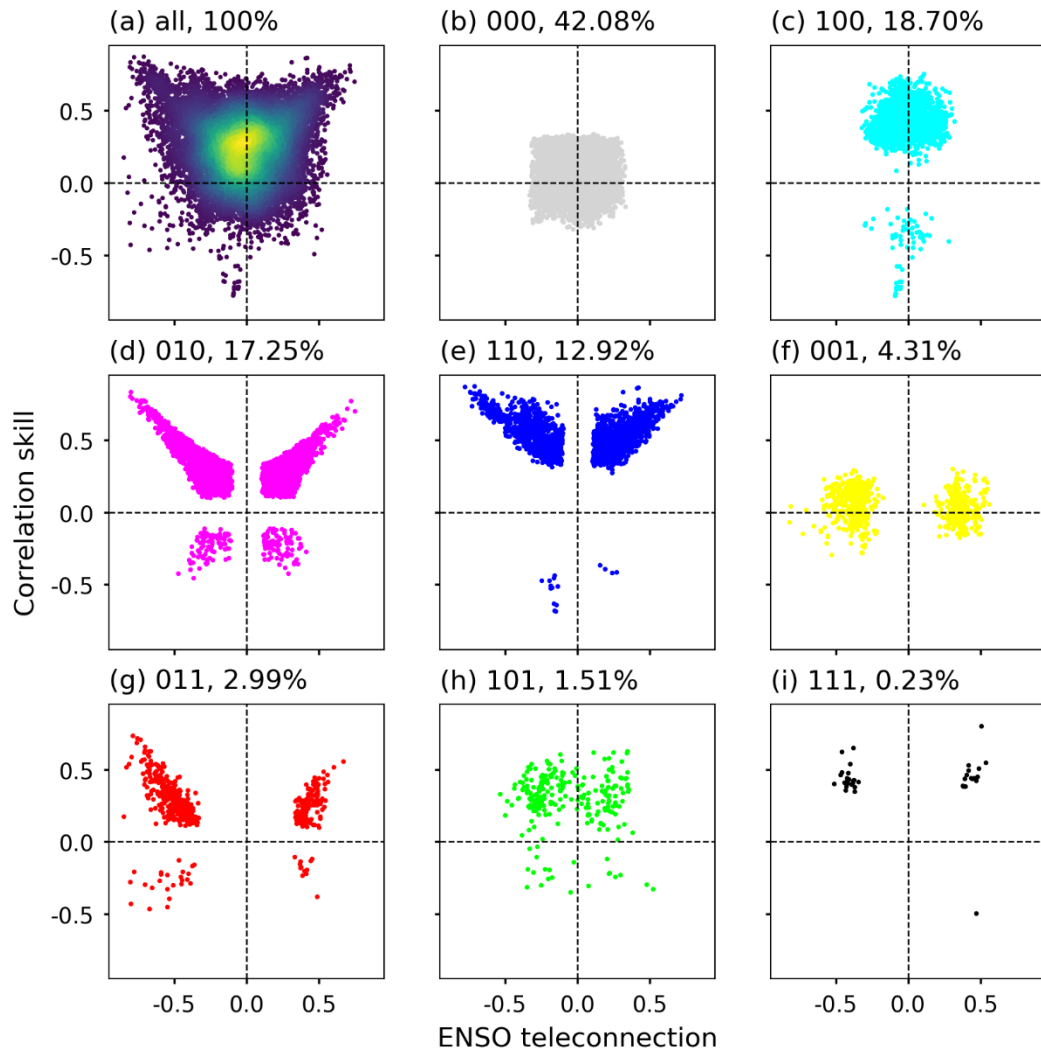 (a) all, 100%
(b) 000, 42.08%
(c) 100, 18.70%
0.5
0.0
-0.5
(d) 010, 17.25%
(e) 110, 12.92%
(f) 001, 4.31%
Correlation skill
0.5
0.0
-0.5
(g) 011, 2.99%
(h) 101, 1.51%
(i) 111, 0.23%
0.5
0.0
-0.5
-0.5 0.0 0.5
-0.5 0.0 0.5
-0.5 0.0 0.5
ENSO teleconnection